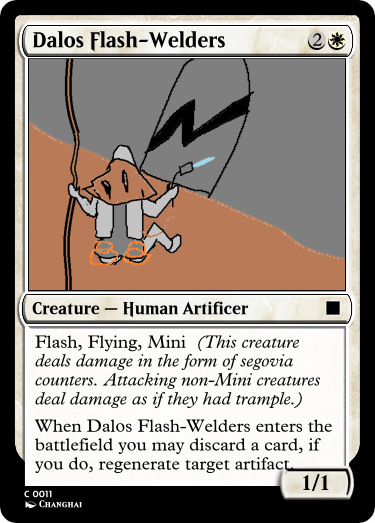 Dalos Flash-Welders 2
Creature — Human Artificer
Flash, Flying, Mini (This creature
deals damage in the form of segovia
counters. Attacking non-Mini creatures
deal damage as if they had trample.)
When Dalos Flash-Welders enters the
battlefield you may discard a card, if
you do, regenerate target artifact.
1/1
C 0011
Changhai